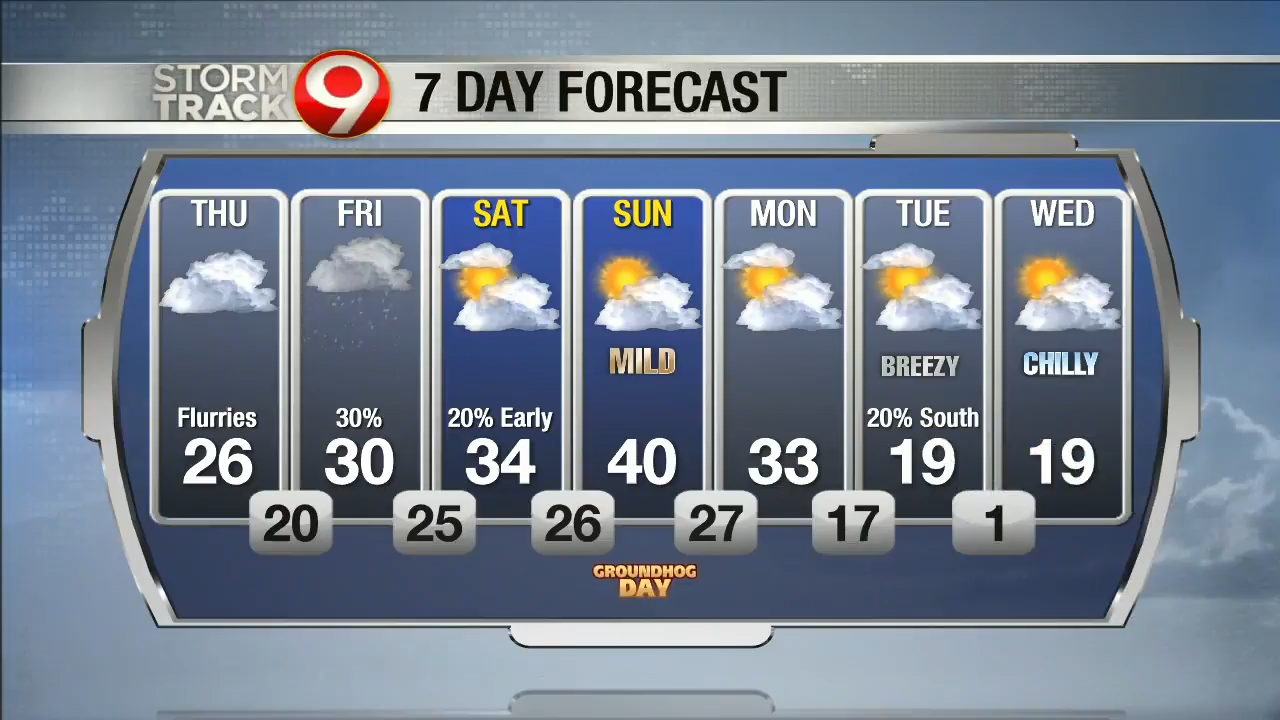 STORM TRACK 9 7 DAY FORECAST
THU FRI SAT SUN MON TUE WED
MILD BREEZY CHILLY
Flurries 30% 20% Early 20% South
26 30 34 40 33 19 19
20 25 26 27 17 1
GROUNDHOG
DAY